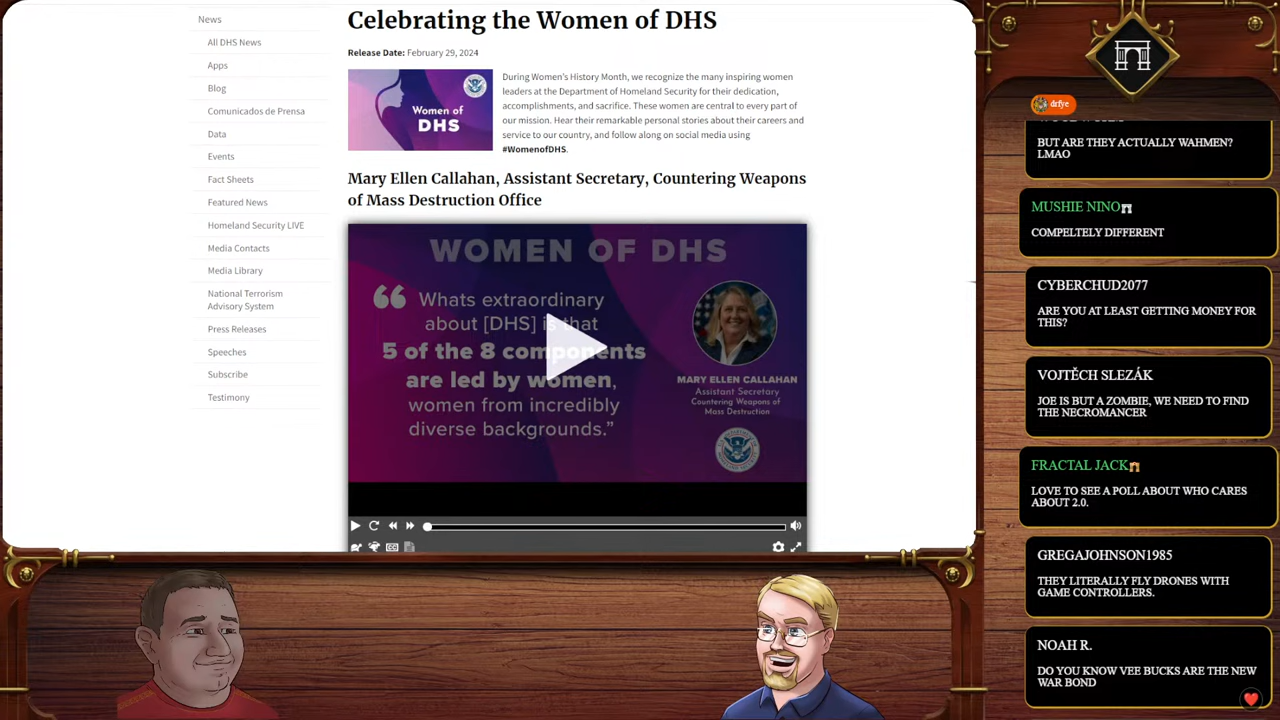 News
All DHS News
Apps
Blog
Comunicados de Prensa
Data
Events
Fact Sheets
Featured News
Homeland Security LIVE
Media Contacts
Media Library
National Terrorism
Advisory System
Press Releases
Speeches
Subscribe
Testimony
Celebrating the Women of DHS
Release Date: February 29, 2024
Women of
DHS
During Women's History Month, we recognize the many inspiring women
leaders at the Department of Homeland Security for their dedication,
accomplishments, and sacrifice. These women are central to every part of
our mission. Hear their remarkable personal stories about their careers and
service to our country, and follow along on social media using
#WomenofDHS.
Mary Ellen Callahan, Assistant Secretary, Countering Weapons
of Mass Destruction Office
WOMEN OF DHS
“ Whats extraordinary
about [DHS] is that
5 of the 8 components
are led by women,
women from incredibly
diverse backgrounds.”
MARY ELLEN CALLAHAN
Assistant Secretary
Countering Weapons of
Mass Destruction
CC
drfye
BUT ARE THEY ACTUALLY WAHMEN?
LMAO
MUSHIE NINO
COMPELTELY DIFFERENT
CYBERCHUD2077
ARE YOU AT LEAST GETTING MONEY FOR
THIS?
VOJTĚCH SLEZÁK
JOE IS BUT A ZOMBIE, WE NEED TO FIND
THE NECROMANCER
FRACTAL JACK
LOVE TO SEE A POLL ABOUT WHO CARES
ABOUT 2.0.
GREGAJOHNSON1985
THEY LITERALLY FLY DRONES WITH
GAME CONTROLLERS.
NOAH R.
DO YOU KNOW VEE BUCKS ARE THE NEW
WAR BOND